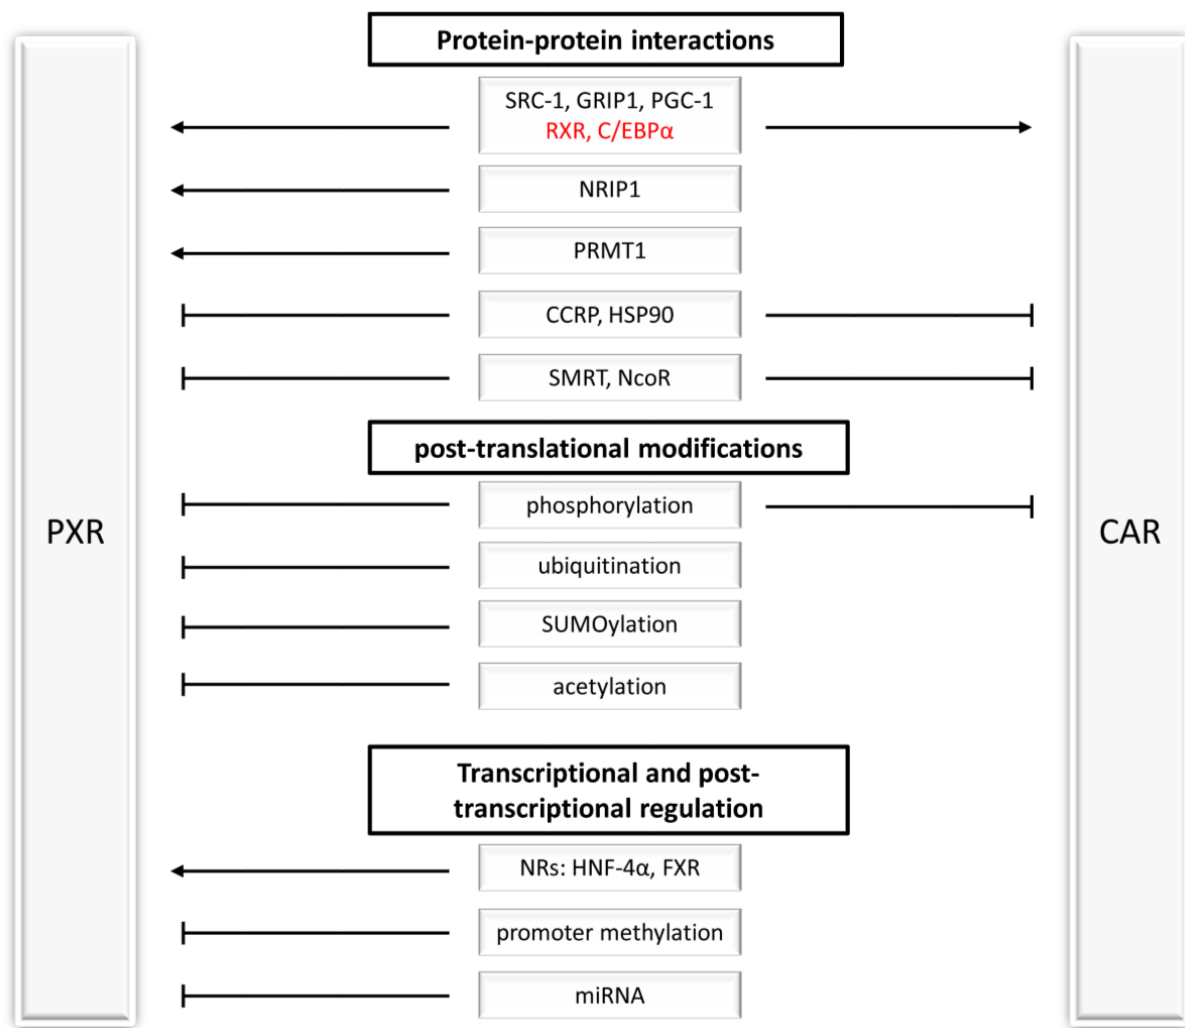 Protein-protein interactions
SRC-1, GRIP1, PGC-1
RXR, C/EBPα
NRIP1
PRMT1
CCRP, HSP90
SMRT, NcoR
post-translational modifications
phosphorylation
PXR
CAR
ubiquitination
SUMOylation
acetylation
Transcriptional and post-
transcriptional regulation
NRs: HNF-4α, FXR
promoter methylation
miRNA